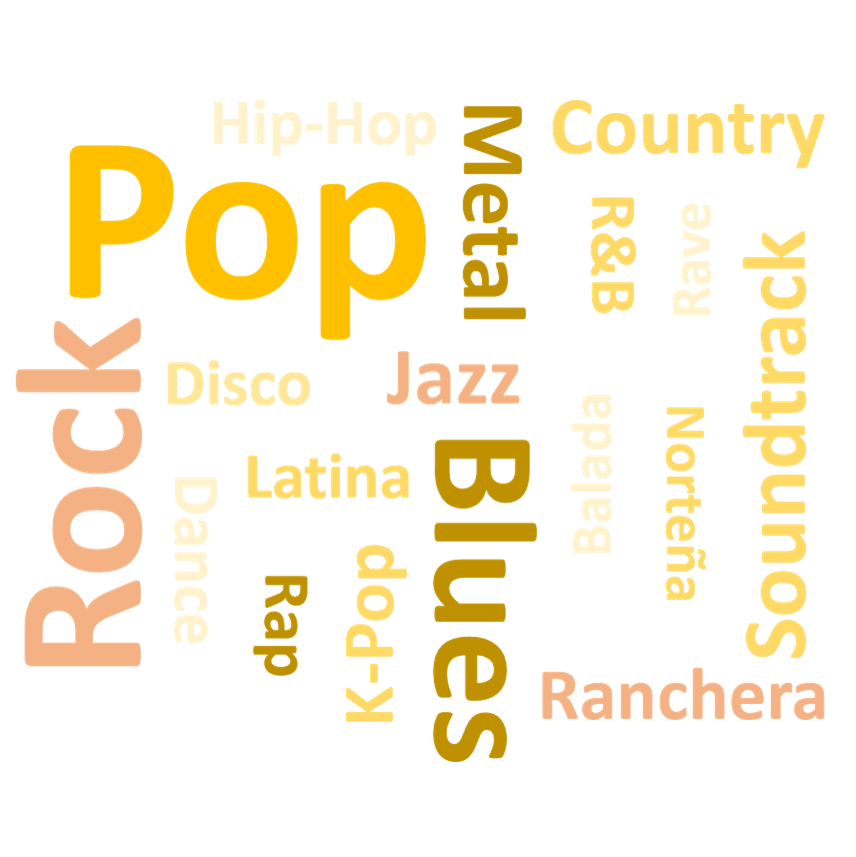 Hip-Hop
Metal
Country
Pop
R&B
Rave
Soundtrack
Rock
Disco
Jazz
Balada
Norteña
Latina
Blues
Dance
K-Pop
Rap
Ranchera